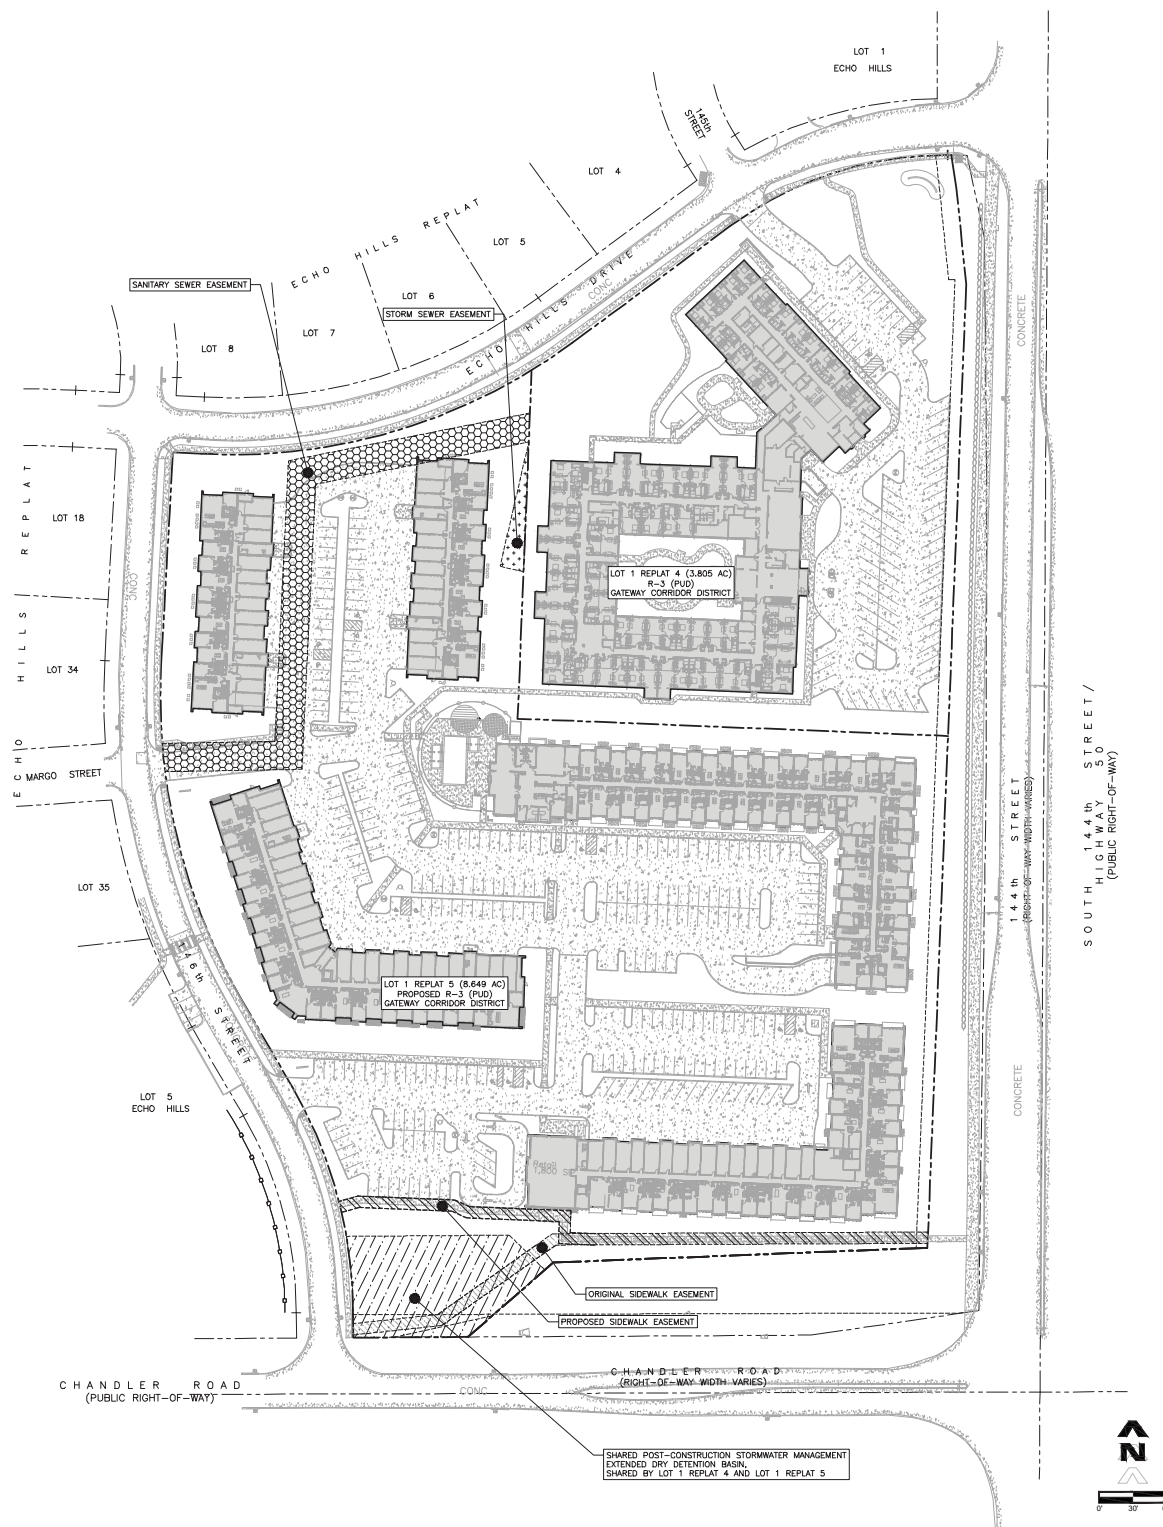 LOT 1
ECHO HILLS
145th
STREET
LOT 4
ECHO HILLS REPLAT
LOT 5
SANITARY SEWER EASEMENT
LOT 6
STORM SEWER EASEMENT
LOT 7
LOT 8
ECHO HILLS DRIVE
CONC.
CONCRETE
ECHO HILLS REPLAT
LOT 18
CONC
LOT 1 REPLAT 4 (3.805 AC)
R-3 (PUD)
GATEWAY CORRIDOR DISTRICT
LOT 34
MARGO STREET
SOUTH 144th STREET/
HIGHWAY 50
(PUBLIC RIGHT-OF-WAY)
144th STREET
(RIGHT-OF-WAY WIDTH VARIES)
LOT 35
146th STREET
LOT 1 REPLAT 5 (8.649 AC)
PROPOSED R-3 (PUD)
GATEWAY CORRIDOR DISTRICT
CONCRETE
LOT 5
ECHO HILLS
Retail
1,800 SF
ORIGINAL SIDEWALK EASEMENT
PROPOSED SIDEWALK EASEMENT
CHANDLER ROAD
(PUBLIC RIGHT-OF-WAY)
CONC.
CHANDLER ROAD
(RIGHT-OF-WAY WIDTH VARIES)
SHARED POST-CONSTRUCTION STORMWATER MANAGEMENT
EXTENDED DRY DETENTION BASIN,
SHARED BY LOT 1 REPLAT 4 AND LOT 1 REPLAT 5
N
0' 30'